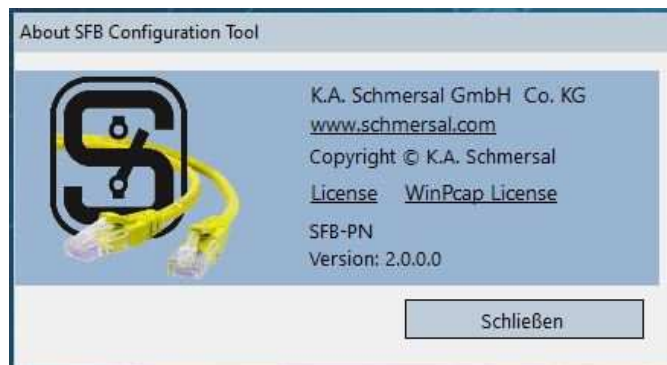 About SFB Configuration Tool
K.A. Schmersal GmbH Co. KG
www.schmersal.com
Copyright © K.A. Schmersal
License WinPcap License
SFB-PN
Version: 2.0.0.0
Schließen